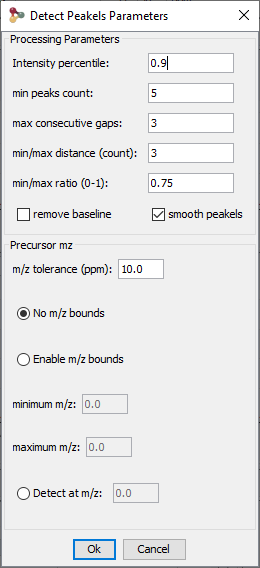 Detect Peakels Parameters
Processing Parameters
Intensity percentile: 0.9
min peaks count: 5
max consecutive gaps: 3
min/max distance (count): 3
min/max ratio (0-1): 0.75
remove baseline smooth peakels
Precursor mz
m/z tolerance (ppm): 10.0
No m/z bounds
Enable m/z bounds
minimum m/z: 0.0
maximum m/z: 0.0
Detect at m/z: 0.0
Ok Cancel